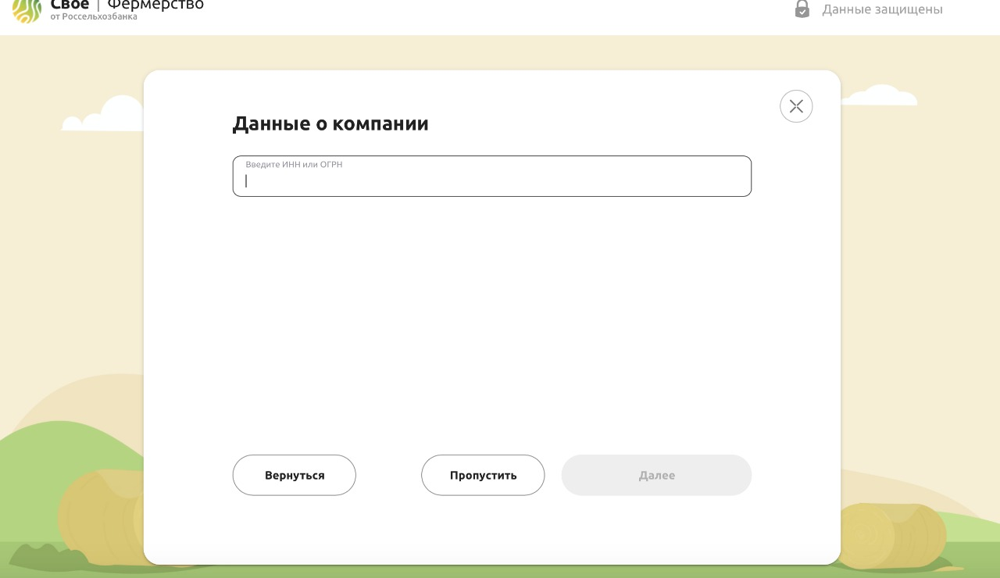 Своё | Фермерство
от Россельхозбанка
Данные защищены
Данные о компании
Введите ИНН или ОГРН
Вернуться
Пропустить
Далее